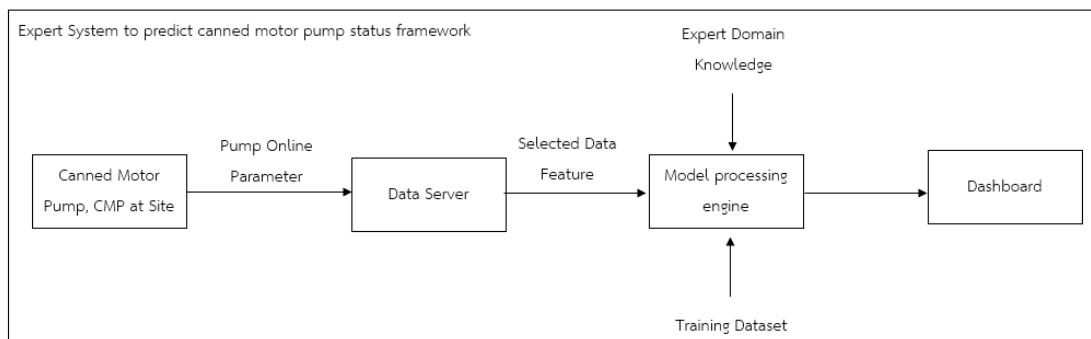 Expert System to predict canned motor pump status framework
Expert Domain
Knowledge
Pump Online
Parameter
Selected Data
Feature
Canned Motor
Pump, CMP at Site
Data Server
Model processing
engine
Dashboard
Training Dataset